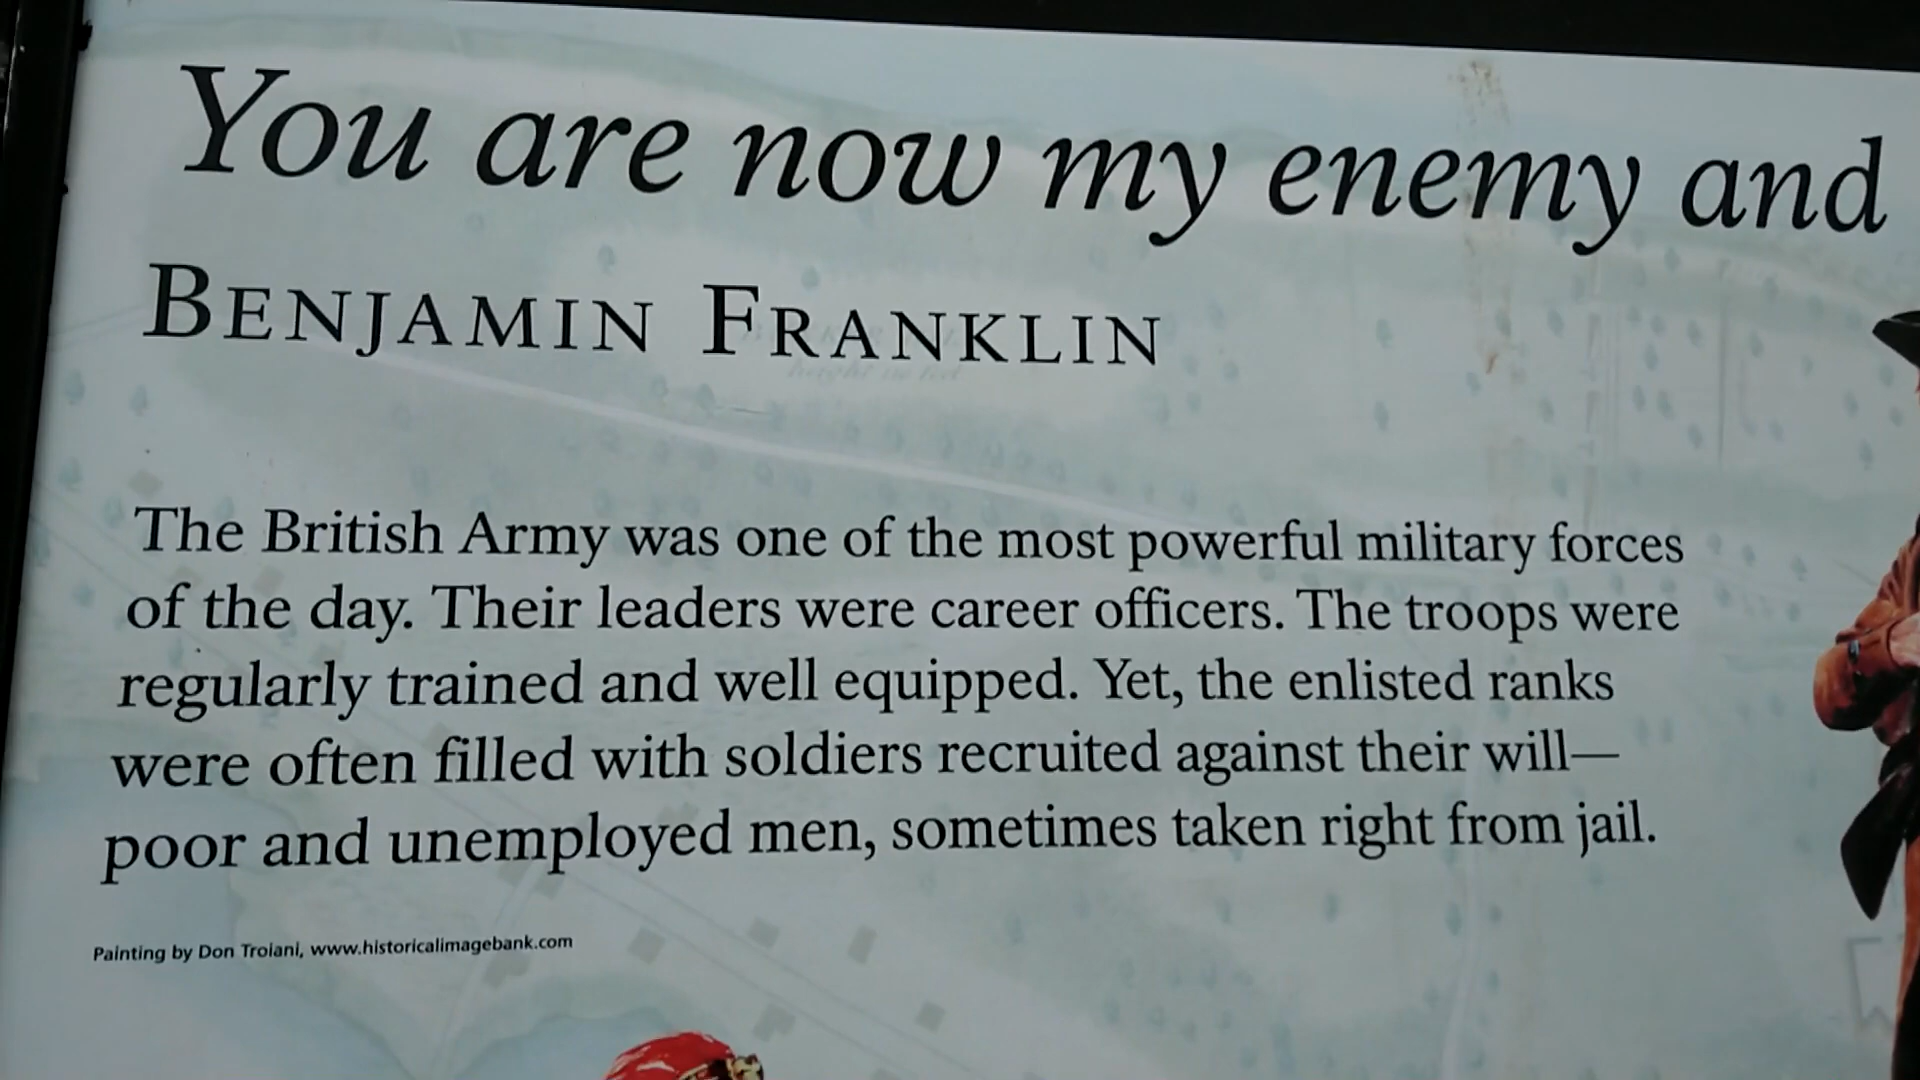 You are now my enemy and
BENJAMIN FRANKLIN
The British Army was one of the most powerful military forces
of the day. Their leaders were career officers. The troops were
regularly trained and well equipped. Yet, the enlisted ranks
were often filled with soldiers recruited against their will—
poor and unemployed men, sometimes taken right from jail.
Painting by Don Troiani, www.historicalimagebank.com